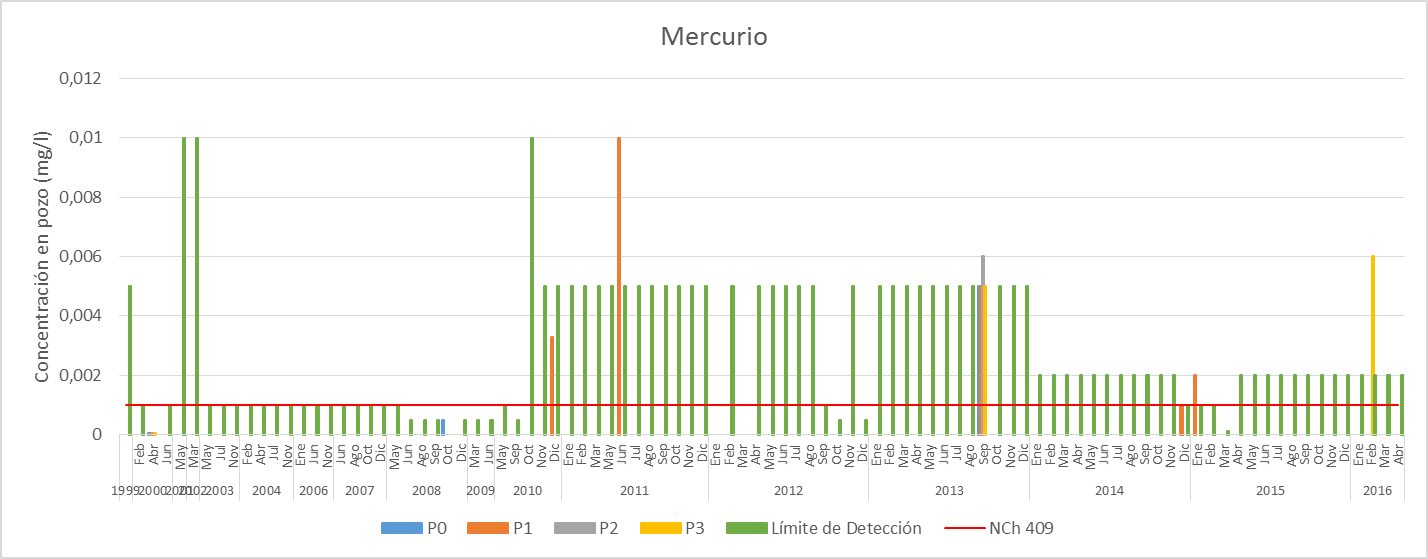 Mercurio
Concentración en pozo (mg/l)
0,012
0,01
0,008
0,006
0,004
0,002
0
Feb Abr Jun May Mar May Jul Nov Feb Abr Jul Nov Ene Jun Nov Jun Ago Oct Dic May Jun Ago Sep Oct Dic Feb Jun May Sep Oct Nov Dic Ene Feb Mar Abr May Jun Jul Ago Sep Oct Nov Dic Ene Feb Mar Abr May Jun Jul Ago Sep Oct Nov Dic Ene Feb Mar Abr May Jun Jul Ago Sep Oct Nov Dic Ene Feb Mar Abr May Jun Jul Ago Sep Oct Nov Dic Ene Feb Mar Abr May Jun Jul Ago Sep Oct Nov Dic Ene Feb Mar Abr
1999 2000 2001 2002 2003 2004 2006 2007 2008 2009 2010 2011 2012 2013 2014 2015 2016
P0 P1 P2 P3 Límite de Detección NCh 409